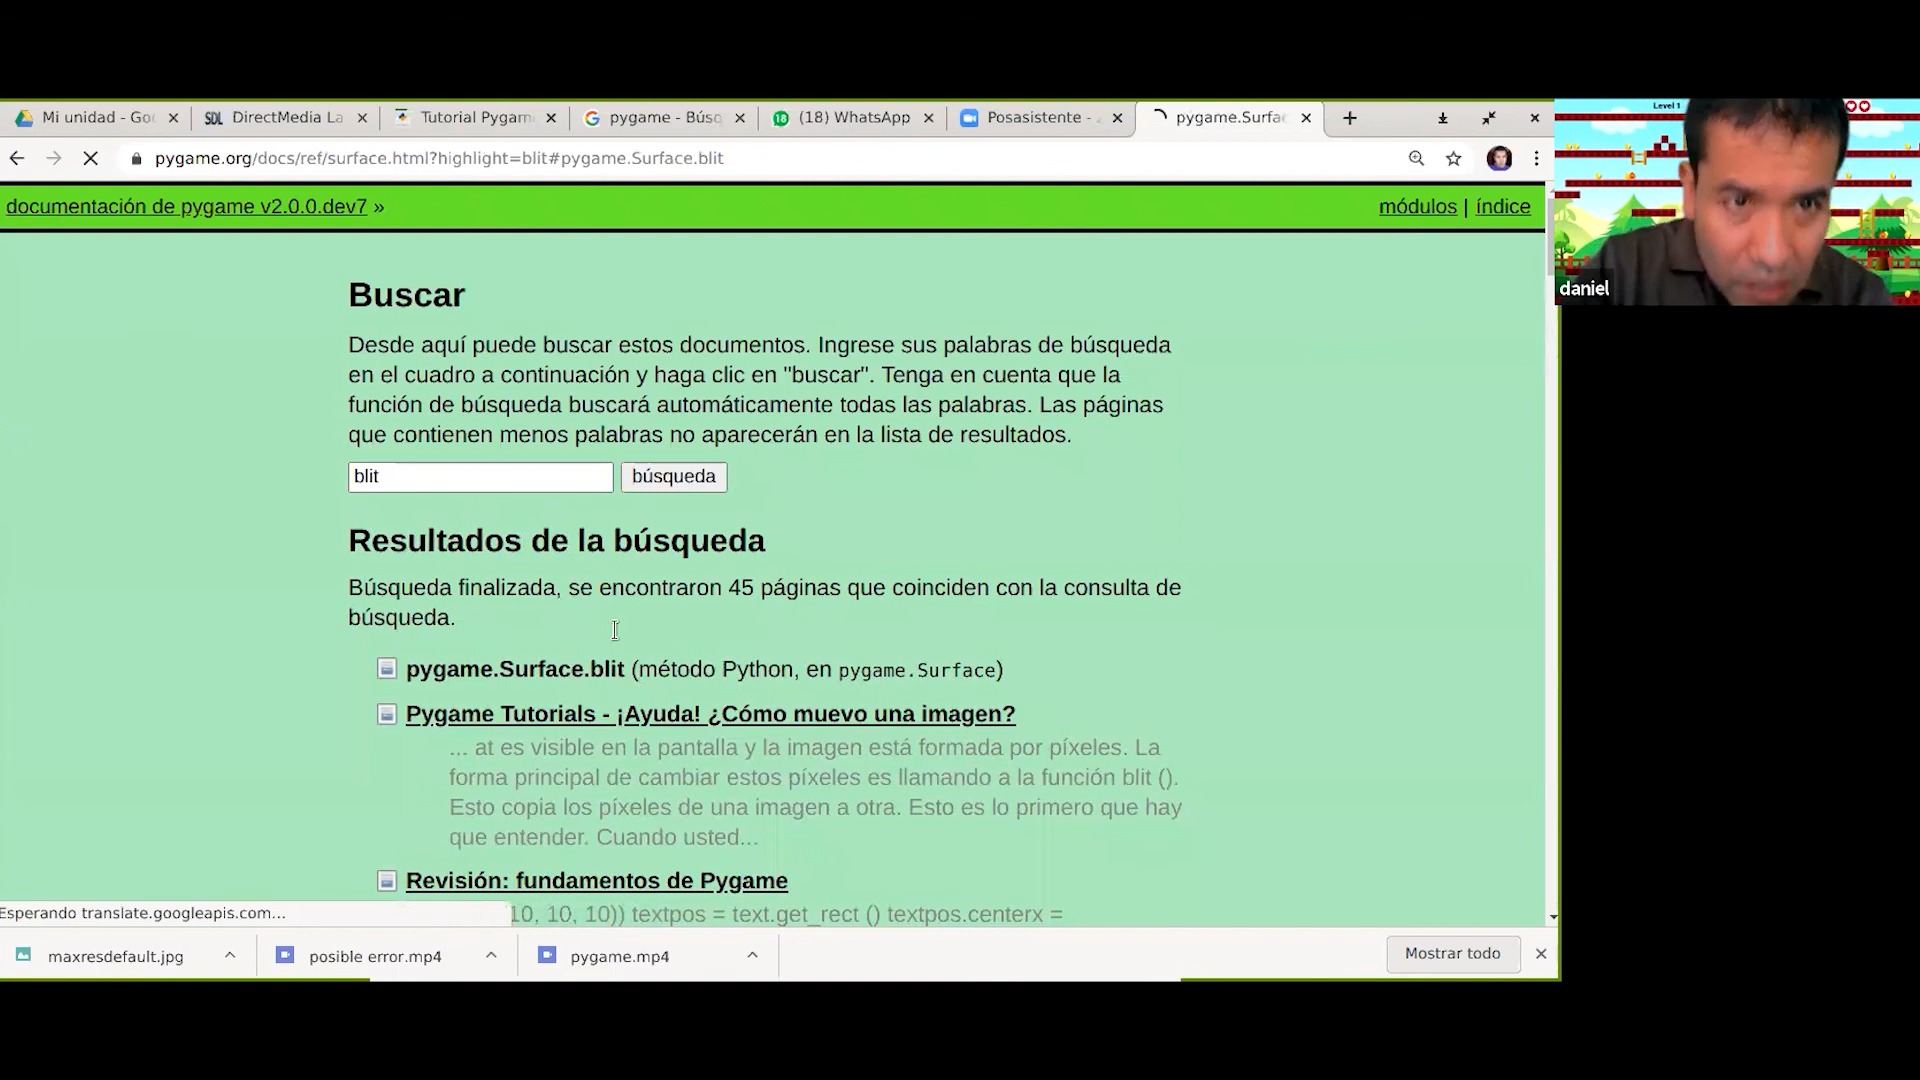 Mi unidad - Goo
SDL DirectMedia La
Tutorial Pygam
pygame - Búsq
(18) WhatsApp
Posasistente -
pygame.Surfac
pygame.org/docs/ref/surface.html?highlight=blit#pygame.Surface.blit
documentación de pygame v2.0.0.dev7 »
módulos | índice
Level 1
daniel
Buscar
Desde aquí puede buscar estos documentos. Ingrese sus palabras de búsqueda
en el cuadro a continuación y haga clic en "buscar". Tenga en cuenta que la
función de búsqueda buscará automáticamente todas las palabras. Las páginas
que contienen menos palabras no aparecerán en la lista de resultados.
blit
búsqueda
Resultados de la búsqueda
Búsqueda finalizada, se encontraron 45 páginas que coinciden con la consulta de
búsqueda.
pygame.Surface.blit (método Python, en pygame.Surface)
Pygame Tutorials - ¡Ayuda! ¿Cómo muevo una imagen?
... at es visible en la pantalla y la imagen está formada por píxeles. La
forma principal de cambiar estos píxeles es llamando a la función blit ().
Esto copia los píxeles de una imagen a otra. Esto es lo primero que hay
que entender. Cuando usted...
Revisión: fundamentos de Pygame
10, 10, 10)) textpos = text.get_rect () textpos.centerx =
Esperando translate.googleapis.com...
maxresdefault.jpg
posible error.mp4
pygame.mp4
Mostrar todo